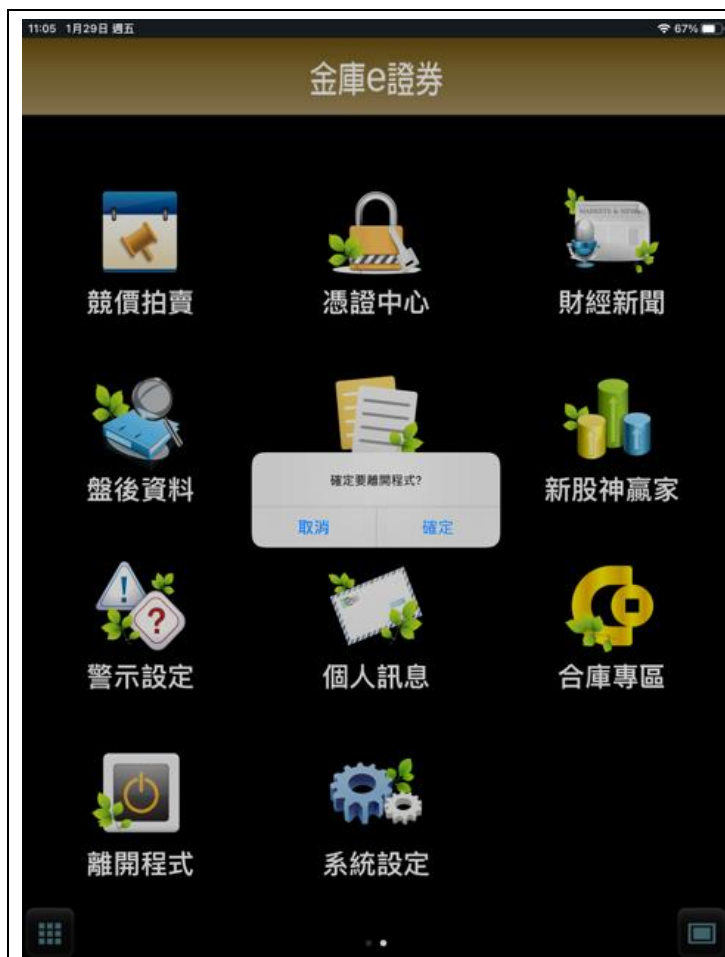 11:05 1月29日 週五 67%
金庫e證券
競價拍賣 憑證中心 財經新聞
MARKETS & NEWS
盤後資料 新股神贏家
確定要離開程式?
取消 確定
警示設定 個人訊息 合庫專區
離開程式 系統設定